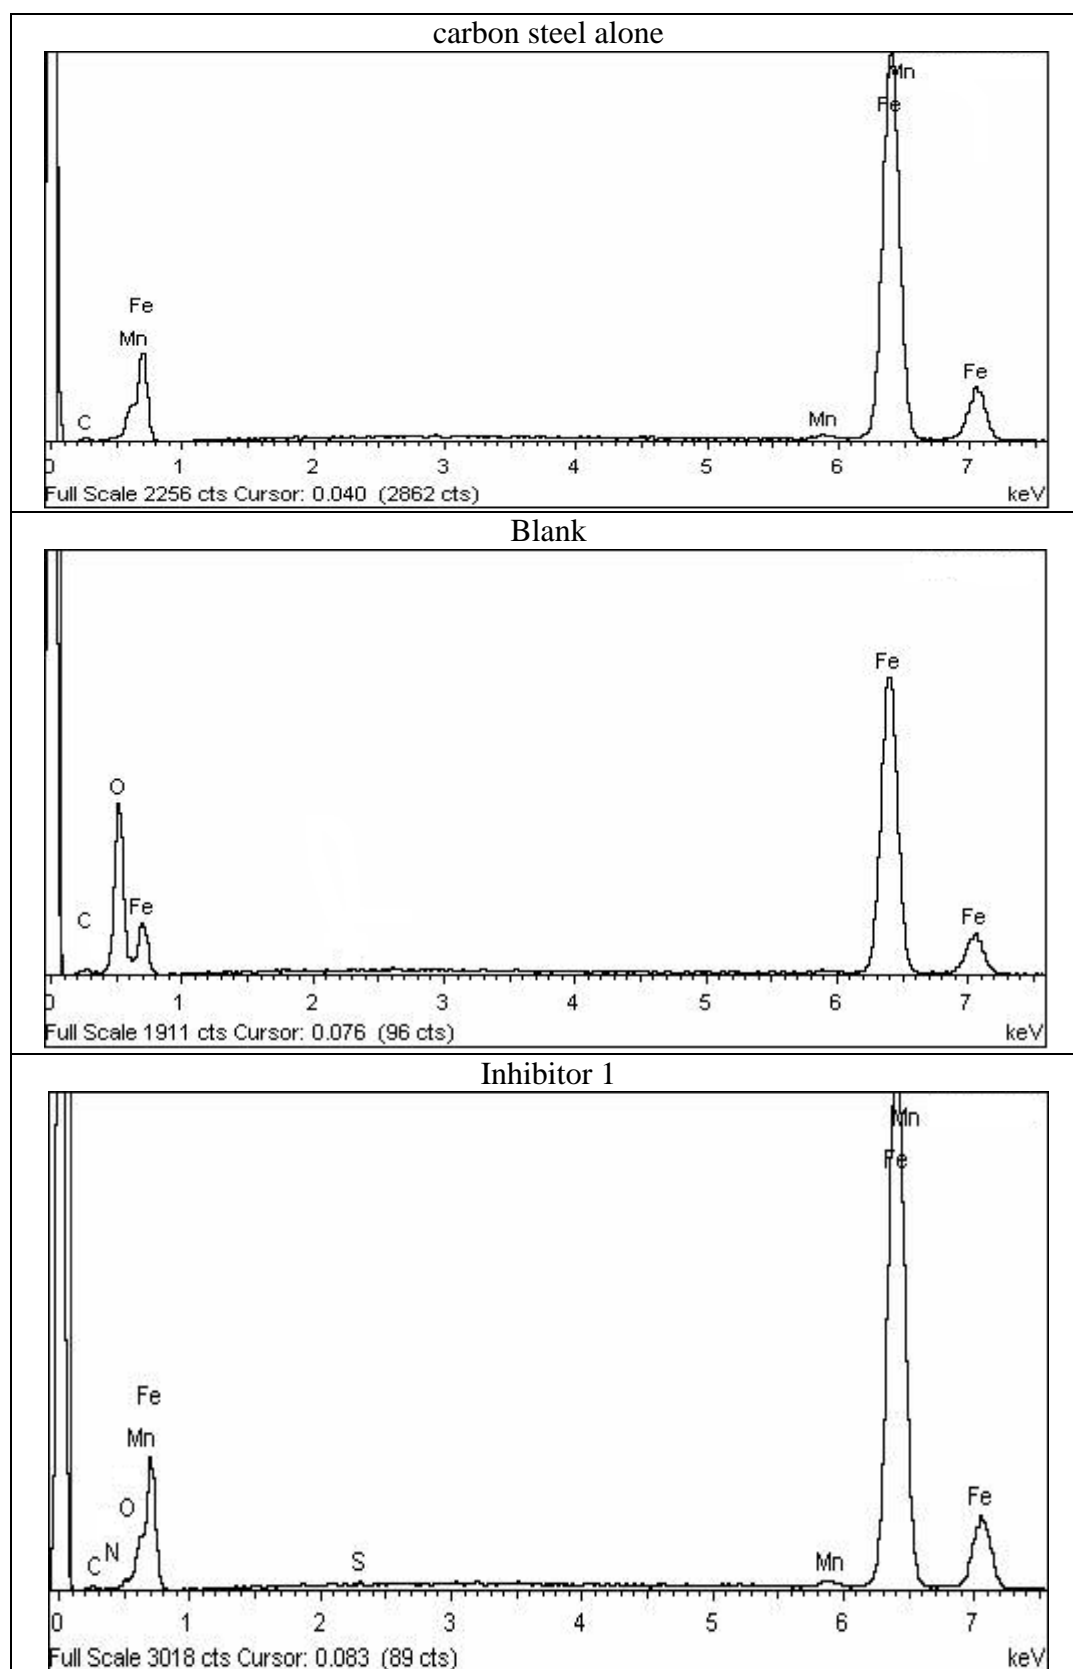 carbon steel alone
Mn
Fe
Fe
Mn
Fe
C
Mn
0 1 2 3 4 5 6 7
Full Scale 2256 cts Cursor: 0.040 (2862 cts) keV
Blank
Fe
O
Fe
C
Fe
0 1 2 3 4 5 6 7
Full Scale 1911 cts Cursor: 0.076 (96 cts) keV
Inhibitor 1
Mn
Fe
Fe
Mn
O
Fe
N
C
S
Mn
0 1 2 3 4 5 6 7
Full Scale 3018 cts Cursor: 0.083 (89 cts) keV